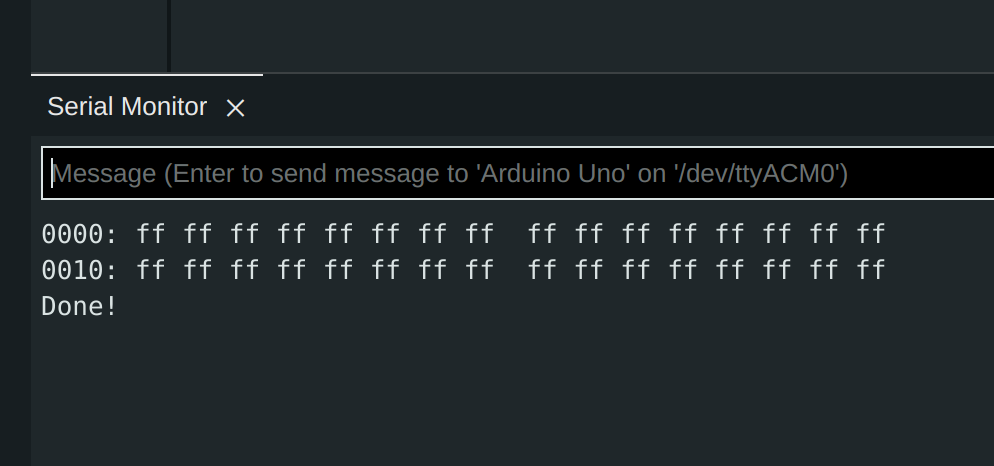 Serial Monitor
Message (Enter to send message to 'Arduino Uno' on '/dev/ttyACM0')
0000: ff ff ff ff ff ff ff ff  ff ff ff ff ff ff ff ff
0010: ff ff ff ff ff ff ff ff  ff ff ff ff ff ff ff ff
Done!